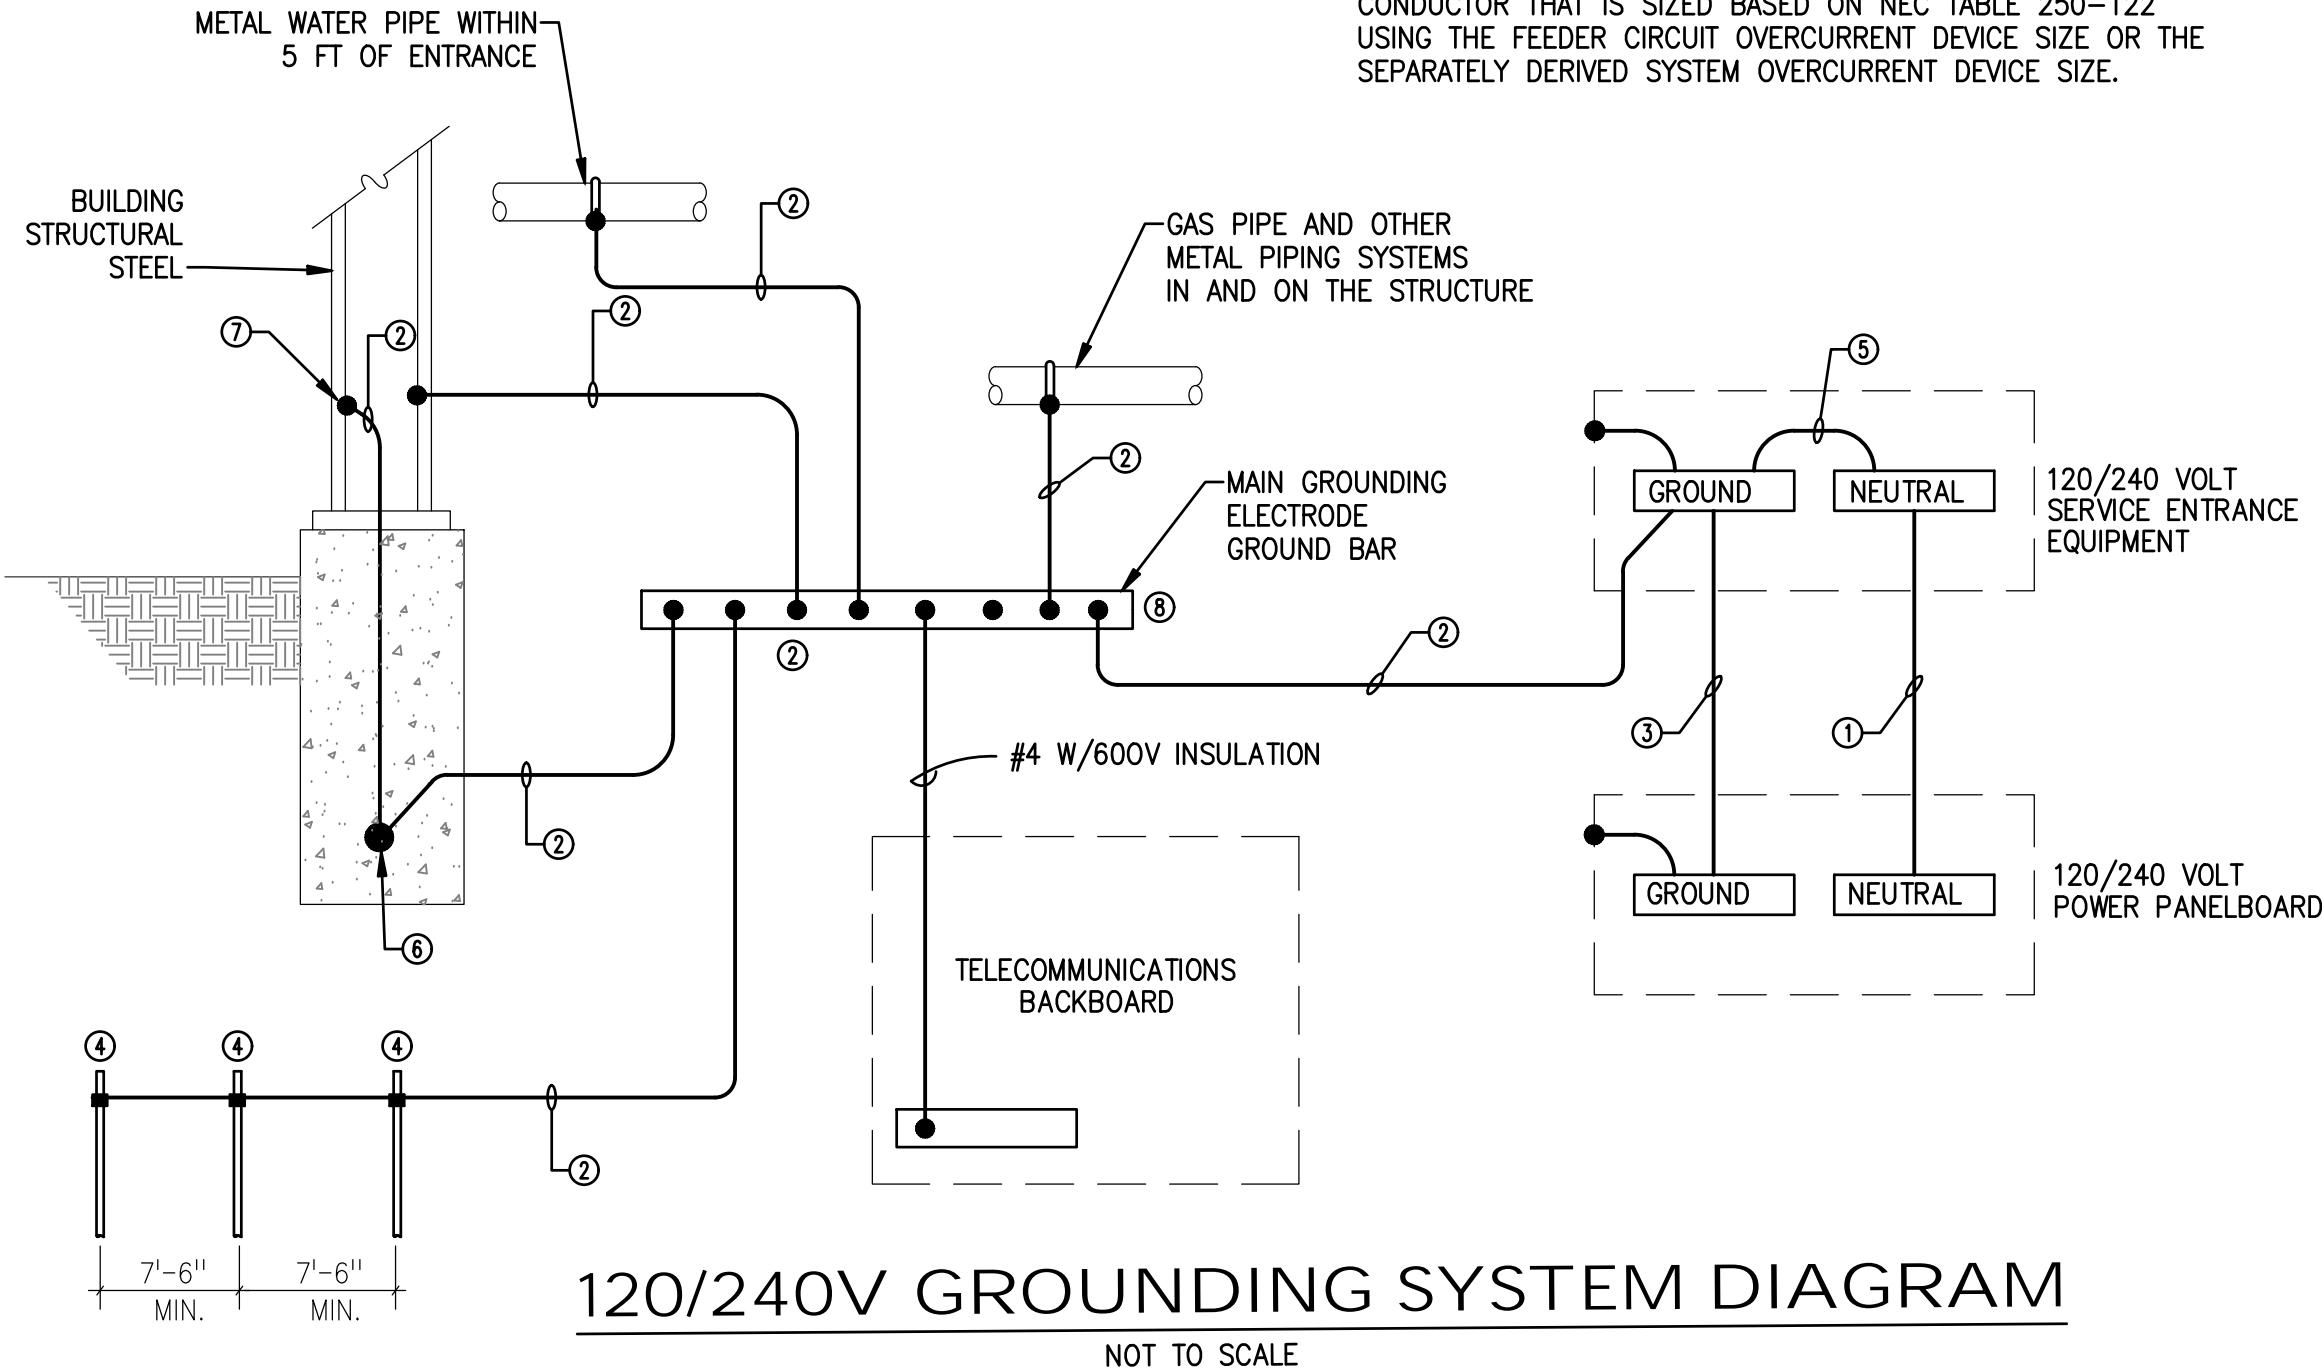 CONDUCTOR THAT IS SIZED BASED ON NEC TABLE 250-122
USING THE FEEDER CIRCUIT OVERCURRENT DEVICE SIZE OR THE
SEPARATELY DERIVED SYSTEM OVERCURRENT DEVICE SIZE.
METAL WATER PIPE WITHIN
5 FT OF ENTRANCE
BUILDING
STRUCTURAL
STEEL
2
GAS PIPE AND OTHER
METAL PIPING SYSTEMS
IN AND ON THE STRUCTURE
2
7
2
5
2
MAIN GROUNDING
ELECTRODE
GROUND BAR
GROUND
NEUTRAL
120/240 VOLT
SERVICE ENTRANCE
EQUIPMENT
8
2
2
3
1
#4 W/600V INSULATION
2
6
GROUND
NEUTRAL
120/240 VOLT
POWER PANELBOARD
TELECOMMUNICATIONS
BACKBOARD
4
4
4
2
7'-6"
MIN.
7'-6"
MIN.
120/240V GROUNDING SYSTEM DIAGRAM
NOT TO SCALE